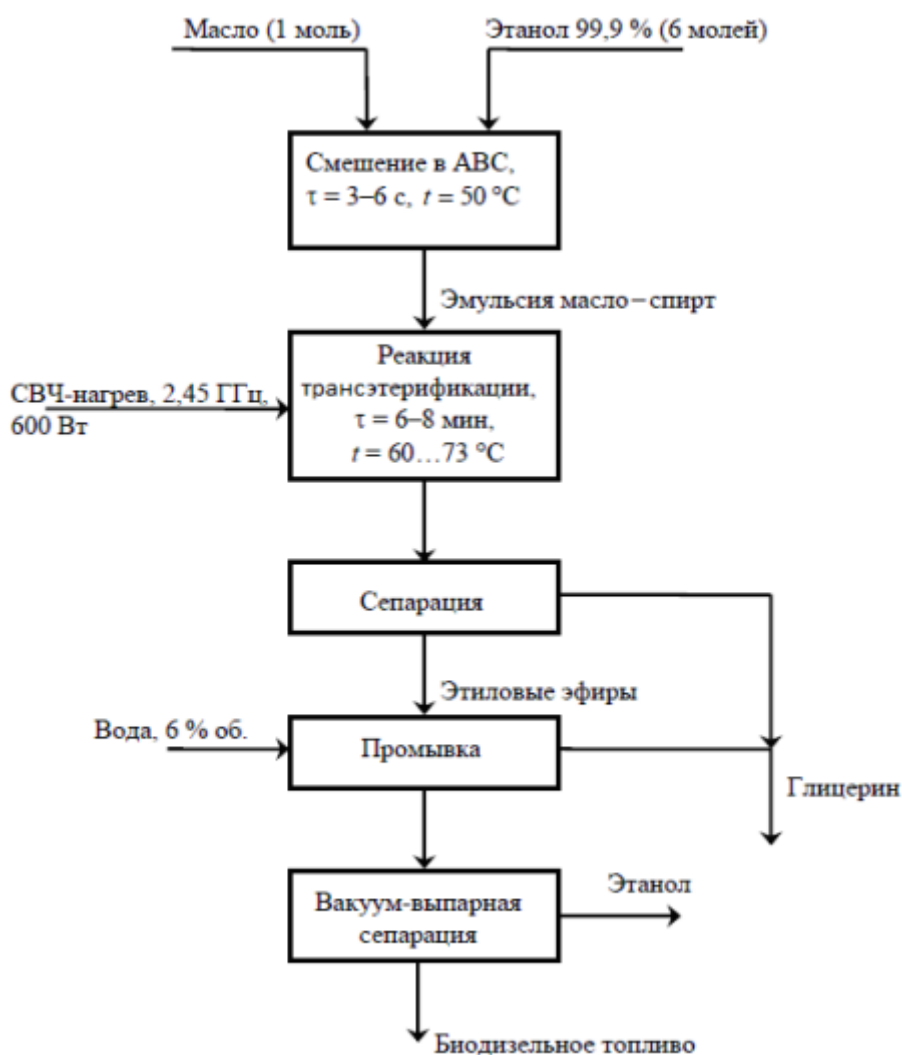 Масло (1 моль)
Этанол 99,9 % (6 молей)
Смешение в АВС,
τ = 3–6 с, t = 50 °C
Эмульсия масло–спирт
СВЧ-нагрев, 2,45 ГГц,
600 Вт
Реакция
трансэтерификации,
τ = 6–8 мин,
t = 60…73 °C
Сепарация
Этиловые эфиры
Вода, 6 % об.
Промывка
Глицерин
Вакуум-выпарная
сепарация
Этанол
Биодизельное топливо